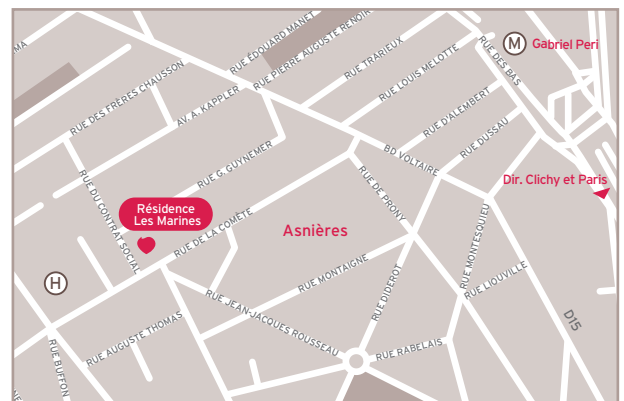 RUE ÉDOUARD MANET
RUE PIERRE AUGUSTE RENOIR
M
Gabriel Peri
RUE DES BAS
RUE TRARIEUX
RUE LOUIS MELOTTE
RUE DES FRÈRES CHAUSSON
AV. A. KAPPLER
RUE D'ALEMBERT
RUE DUSSAU
BD VOLTAIRE
RUE G. GUYNEMER
Dir. Clichy et Paris
RUE DU CONTRAT SOCIAL
Résidence
Les Marines
RUE DE LA COMÈTE
RUE DE PRONY
Asnières
RUE MONTESQUIEU
RUE MONTAIGNE
RUE LIOUVILLE
H
RUE DIDEROT
RUE JEAN-JACQUES ROUSSEAU
D15
RUE AUGUSTE THOMAS
RUE RABELAIS
RUE BUFFON